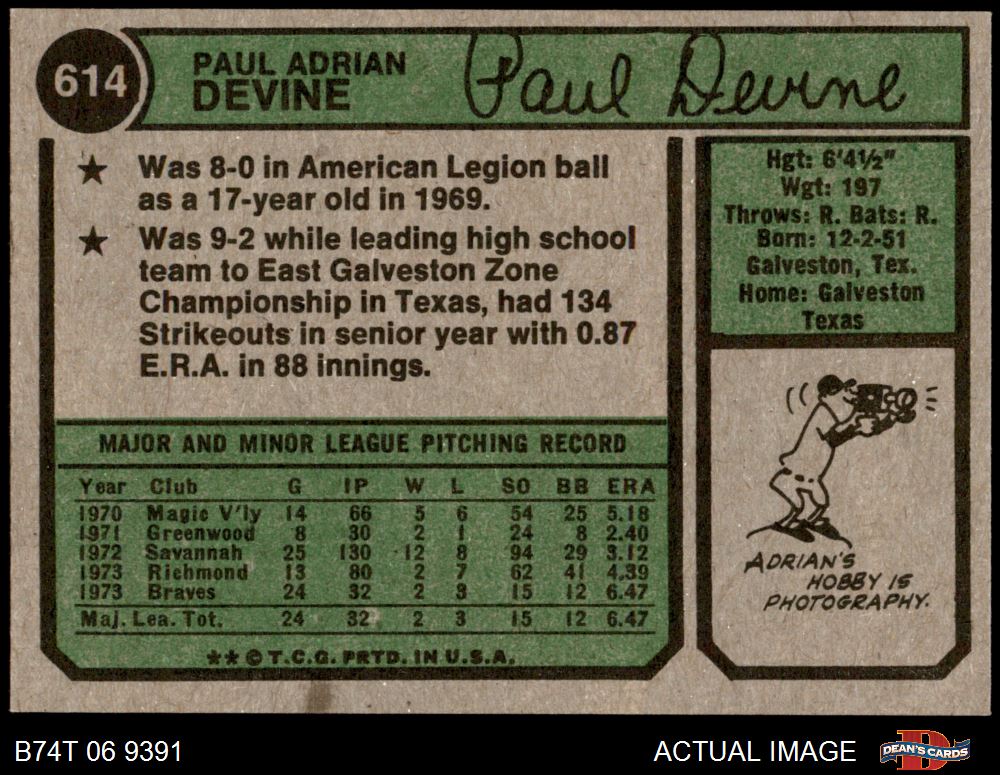 614
PAUL ADRIAN
DEVINE
Paul Devine
★ Was 8-0 in American Legion ball
as a 17-year old in 1969.
★ Was 9-2 while leading high school
team to East Galveston Zone
Championship in Texas, had 134
Strikeouts in senior year with 0.87
E.R.A. in 88 innings.
Hgt: 6'4½"
Wgt: 197
Throws: R. Bats: R.
Born: 12-2-51
Galveston, Tex.
Home: Galveston
Texas
MAJOR AND MINOR LEAGUE PITCHING RECORD
Year Club G IP W L SO BB ERA
1970 Magic V'ly 14 66 5 6 54 25 5.18
1971 Greenwood 8 30 2 1 24 8 2.40
1972 Savannah 25 130 12 8 94 29 3.12
1973 Richmond 13 80 2 7 62 41 4.39
1973 Braves 24 32 2 3 15 12 6.47
Maj. Lea. Tot. 24 32 2 3 15 12 6.47
★★ © T.C.G. PRTD. IN U.S.A.
ADRIAN'S
HOBBY IS
PHOTOGRAPHY.
B74T 06 9391
ACTUAL IMAGE
DEAN'S CARDS